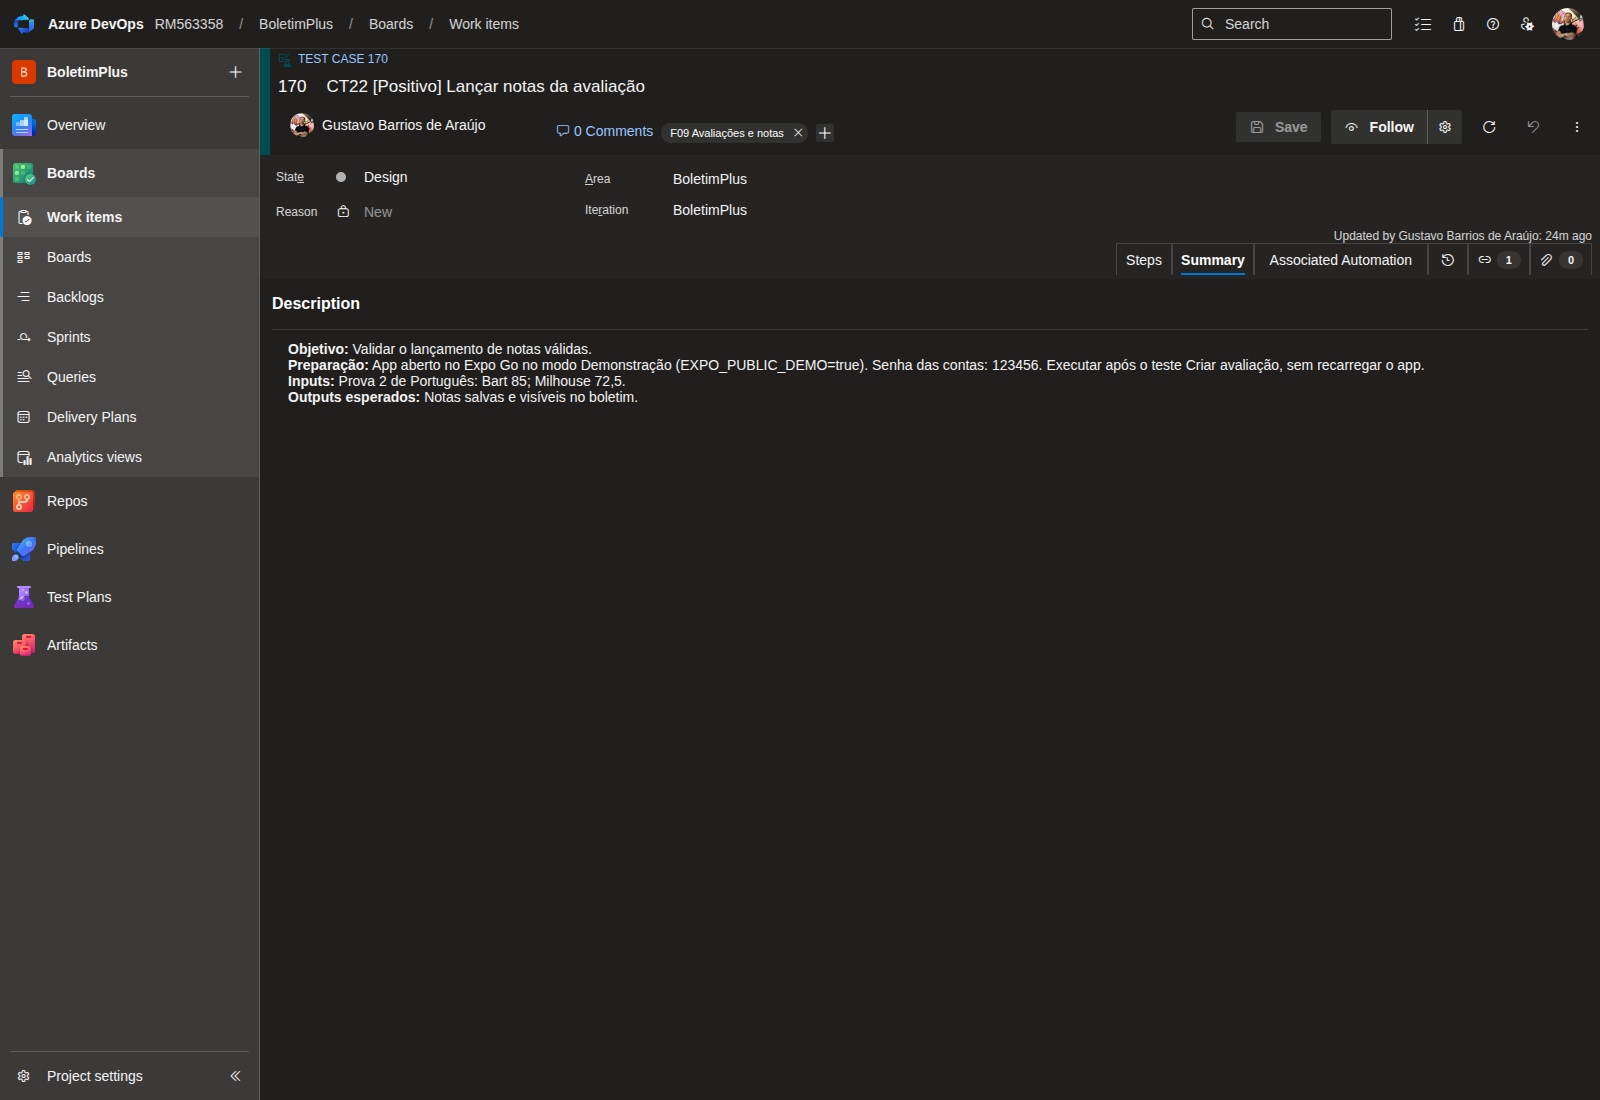 Azure DevOps RM563358 / BoletimPlus / Boards / Work items
Search
B BoletimPlus
Overview
Boards
Work items
Boards
Backlogs
Sprints
Queries
Delivery Plans
Analytics views
Repos
Pipelines
Test Plans
Artifacts
Project settings
TEST CASE 170
170 CT22 [Positivo] Lançar notas da avaliação
Gustavo Barrios de Araújo
0 Comments
F09 Avaliações e notas
Save
Follow
State Design
Area BoletimPlus
Reason New
Iteration BoletimPlus
Updated by Gustavo Barrios de Araújo: 24m ago
Steps Summary Associated Automation 1 0
Description
Objetivo: Validar o lançamento de notas válidas.
Preparação: App aberto no Expo Go no modo Demonstração (EXPO_PUBLIC_DEMO=true). Senha das contas: 123456. Executar após o teste Criar avaliação, sem recarregar o app.
Inputs: Prova 2 de Português: Bart 85; Milhouse 72,5.
Outputs esperados: Notas salvas e visíveis no boletim.